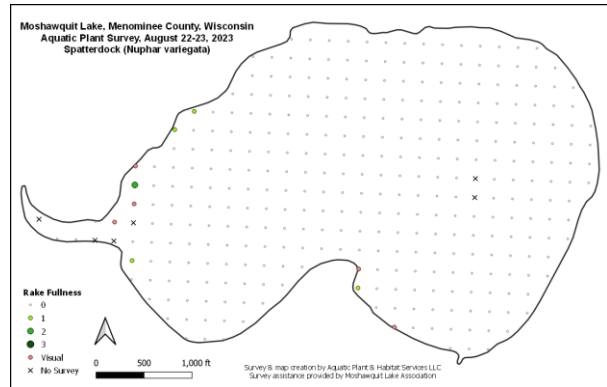 Moshawquit Lake, Menominee County, Wisconsin
Aquatic Plant Survey, August 22-23, 2023
Spatterdock (Nuphar variegata)
Rake Fullness
0
1
2
3
Visual
No Survey
0 500 1,000 ft
Survey & map creation by Aquatic Plant & Habitat Services LLC
Survey assistance provided by Moshawquit Lake Association